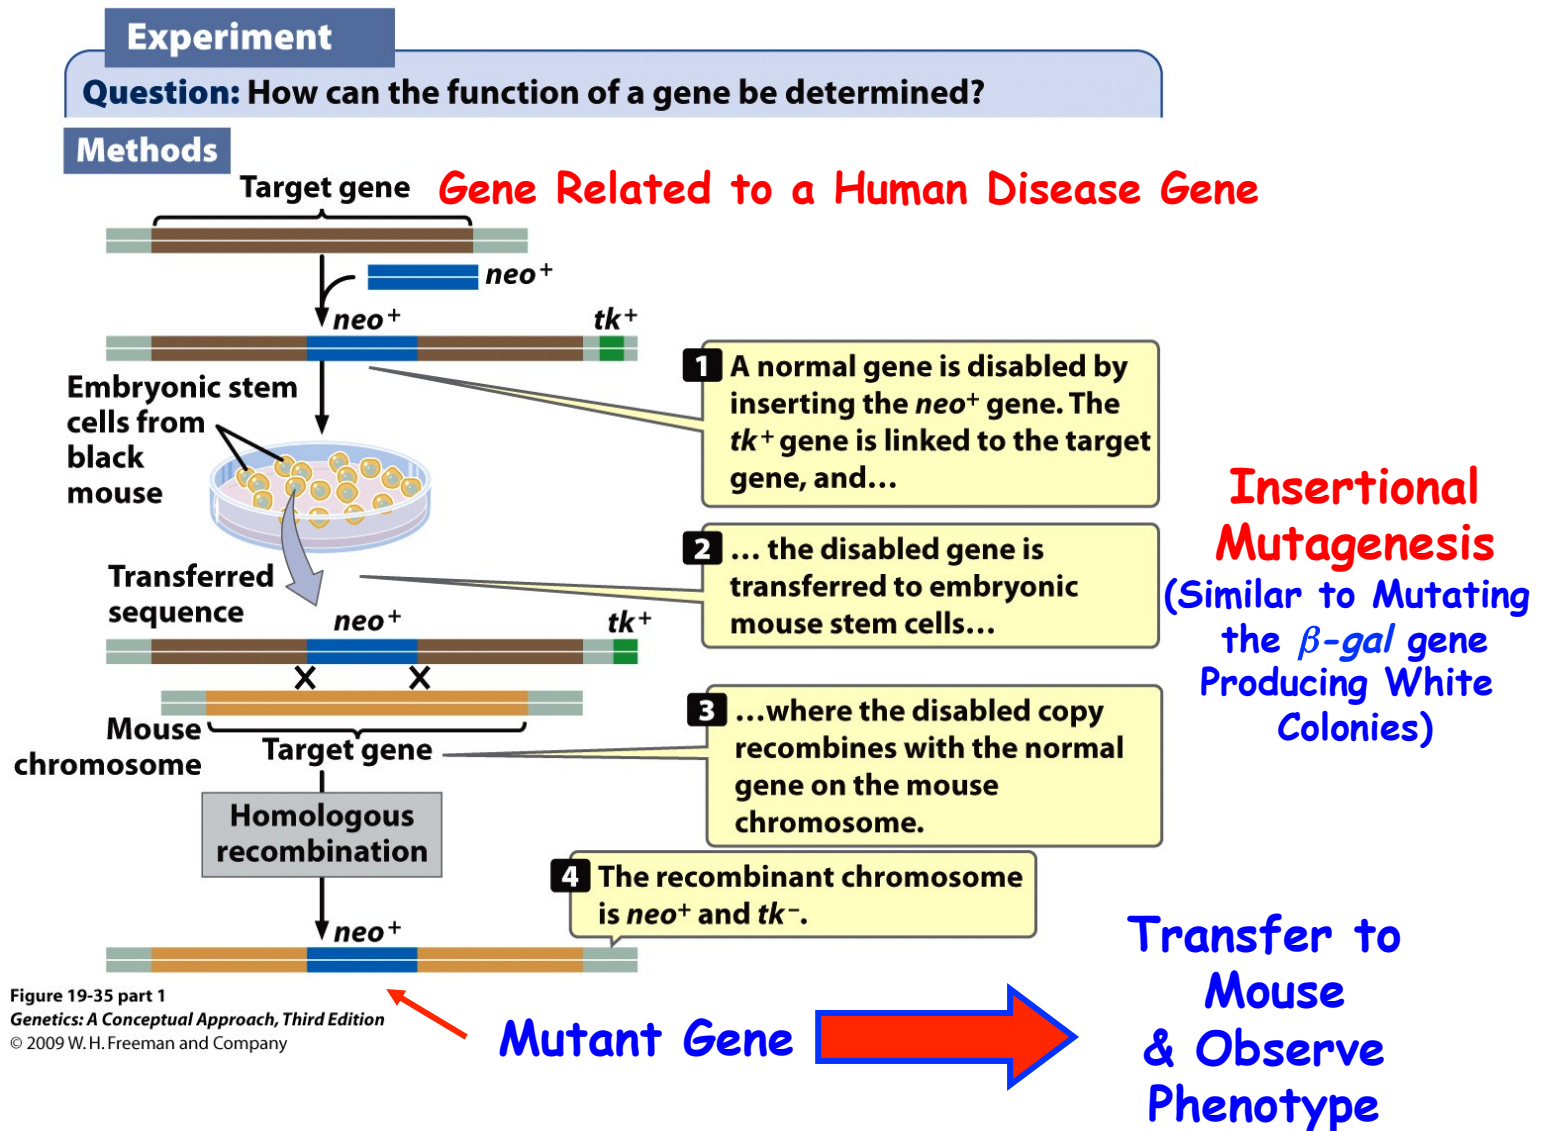 Experiment
Question: How can the function of a gene be determined?
Methods
Target gene
Gene Related to a Human Disease Gene
neo+
neo+
tk+
1 A normal gene is disabled by
inserting the neo+ gene. The
tk+ gene is linked to the target
gene, and…
Embryonic stem
cells from
black
mouse
Insertional
Mutagenesis
(Similar to Mutating
the β-gal gene
Producing White
Colonies)
2 … the disabled gene is
transferred to embryonic
mouse stem cells…
Transferred
sequence
neo+
tk+
3 …where the disabled copy
recombines with the normal
gene on the mouse
chromosome.
Mouse
chromosome
Target gene
Homologous
recombination
4 The recombinant chromosome
is neo+ and tk–.
neo+
Figure 19-35 part 1
Genetics: A Conceptual Approach, Third Edition
© 2009 W. H. Freeman and Company
Mutant Gene
Transfer to
Mouse
& Observe
Phenotype